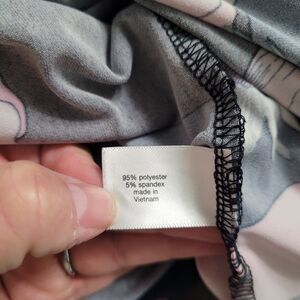 95% polyester
5% spandex
made in
Vietnam